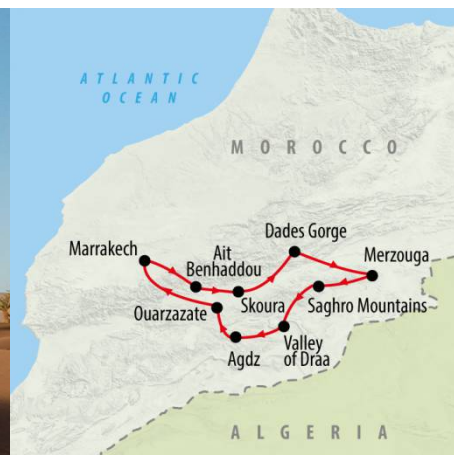 ATLANTIC
OCEAN
MOROCCO
Dades Gorge
Marrakech
Ait
Benhaddou
Merzouga
Ouarzazate
Skoura
Saghro Mountains
Agdz
Valley
of Draa
ALGERIA